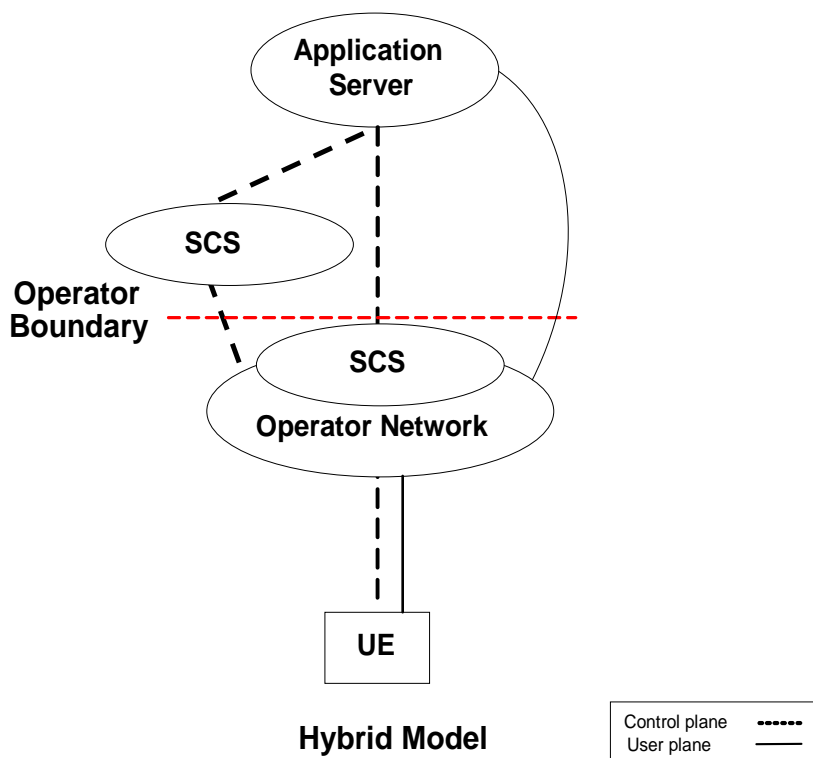 Application
Server
SCS
Operator
Boundary
SCS
Operator Network
UE
Hybrid Model
Control plane
User plane